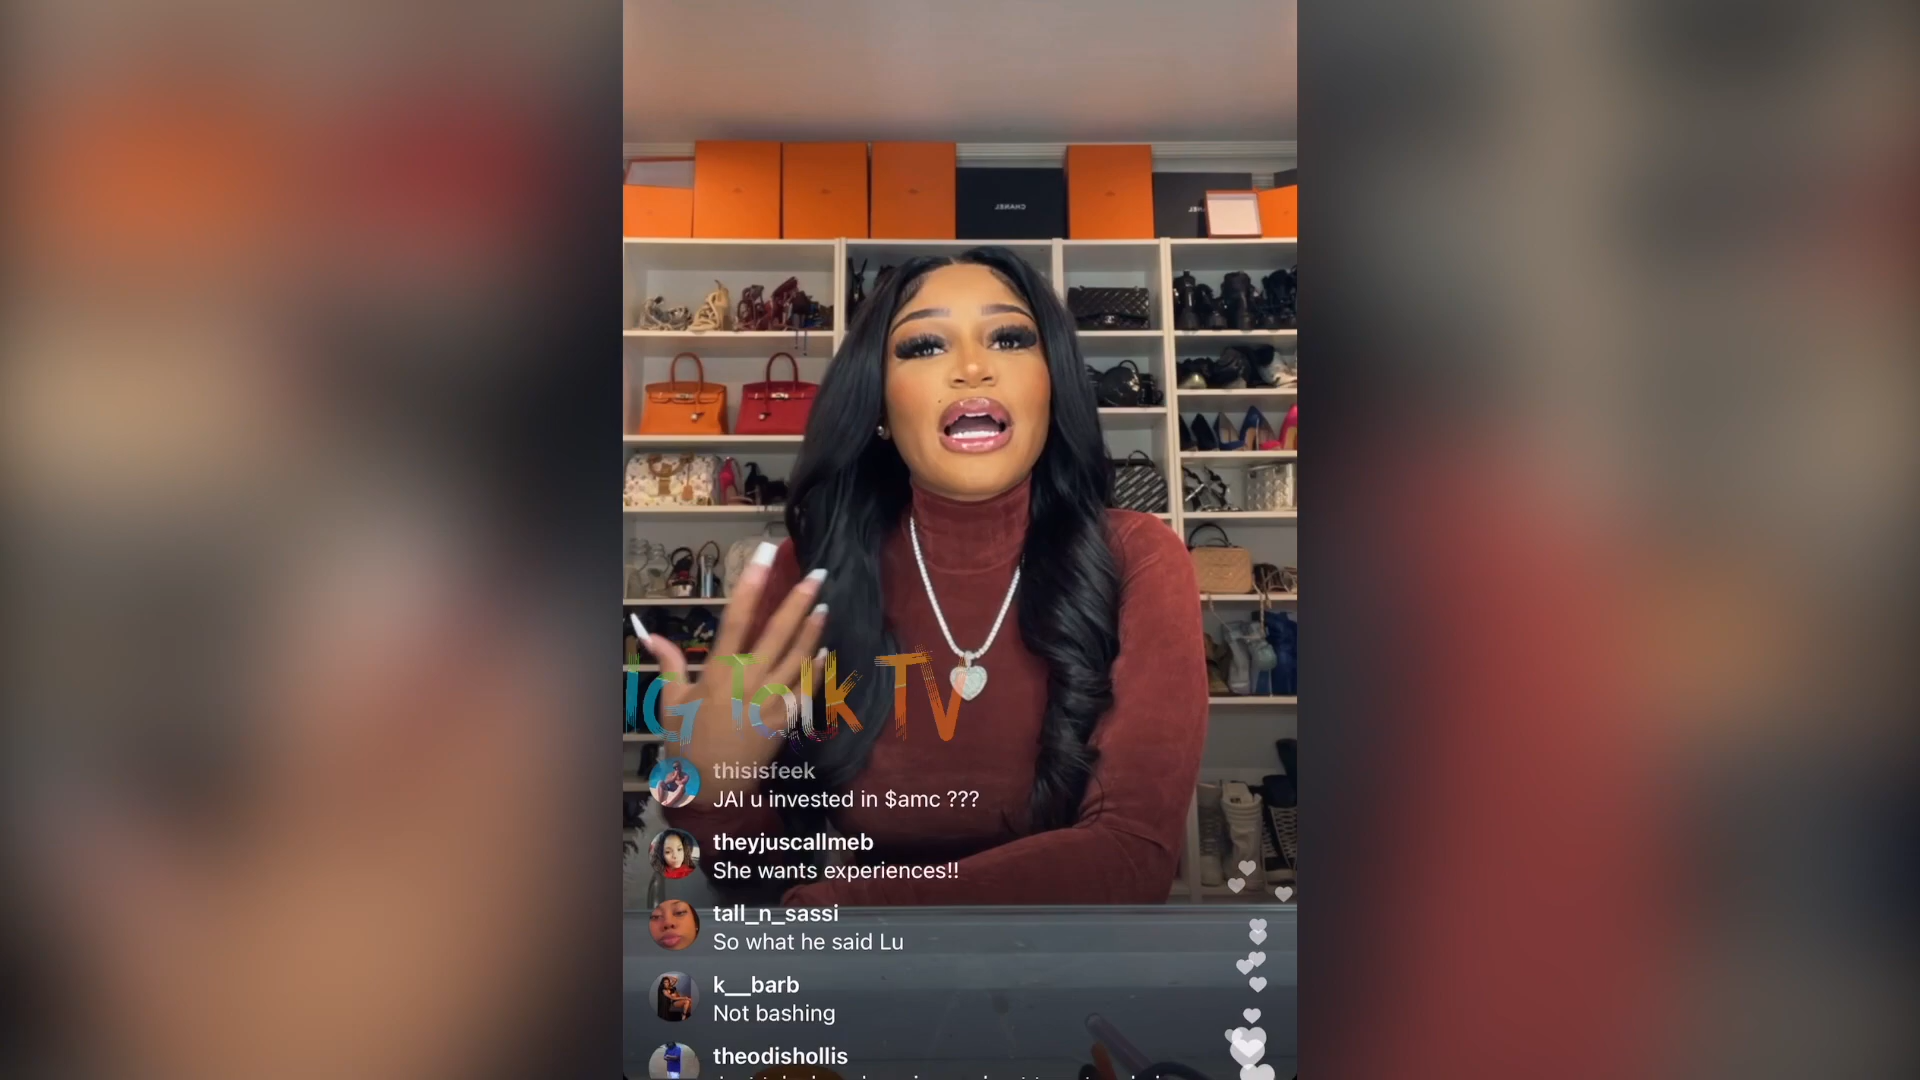 CHANEL
IG Talk TV
thisisfeek
JAI u invested in $amc ???
theyjuscallmeb
She wants experiences!!
tall_n_sassi
So what he said Lu
k__barb
Not bashing
theodishollis